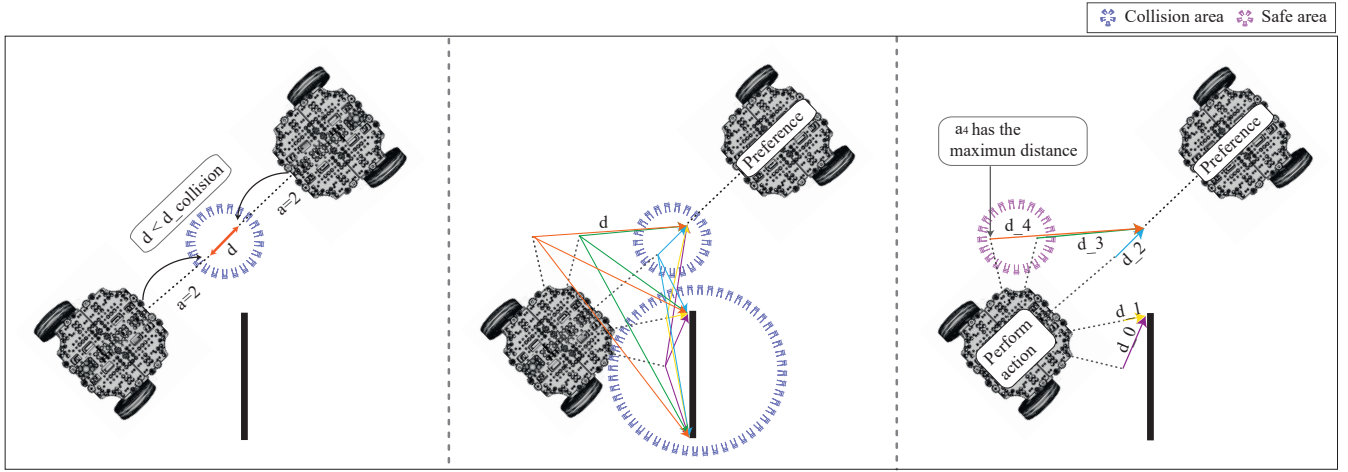 Collision area
Safe area
d < d_collision
a=2
d
a=2
Preference
d
a4 has the
maximun distance
Preference
d_4
d_3
d_2
d_1
d_0
Perform
action